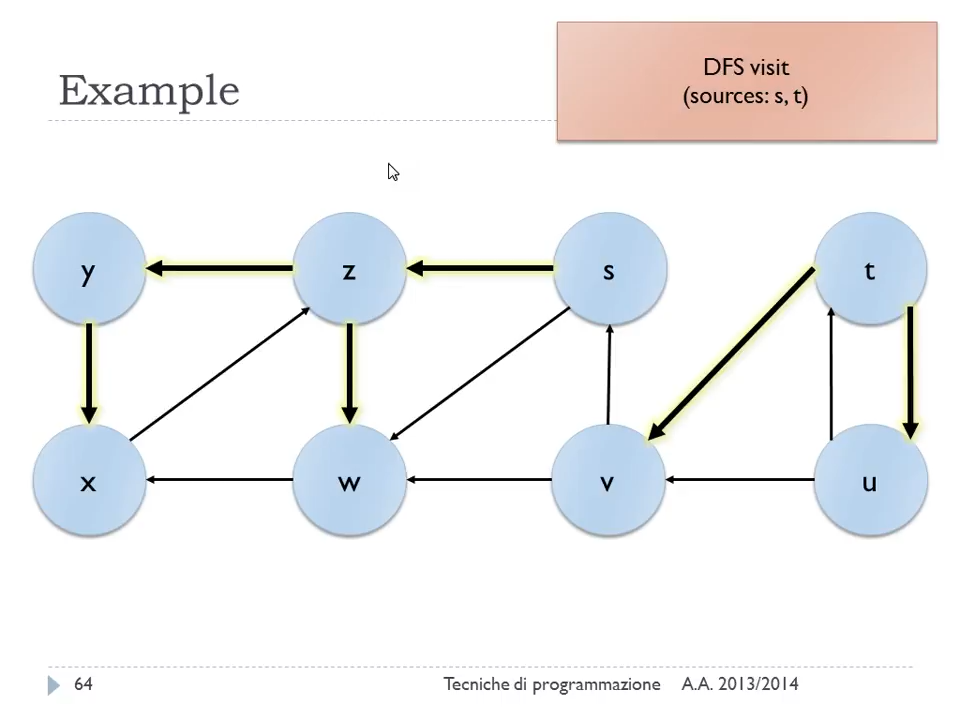 DFS visit
(sources: s, t)
Example
y z s t
x w v u
64 Tecniche di programmazione A.A. 2013/2014